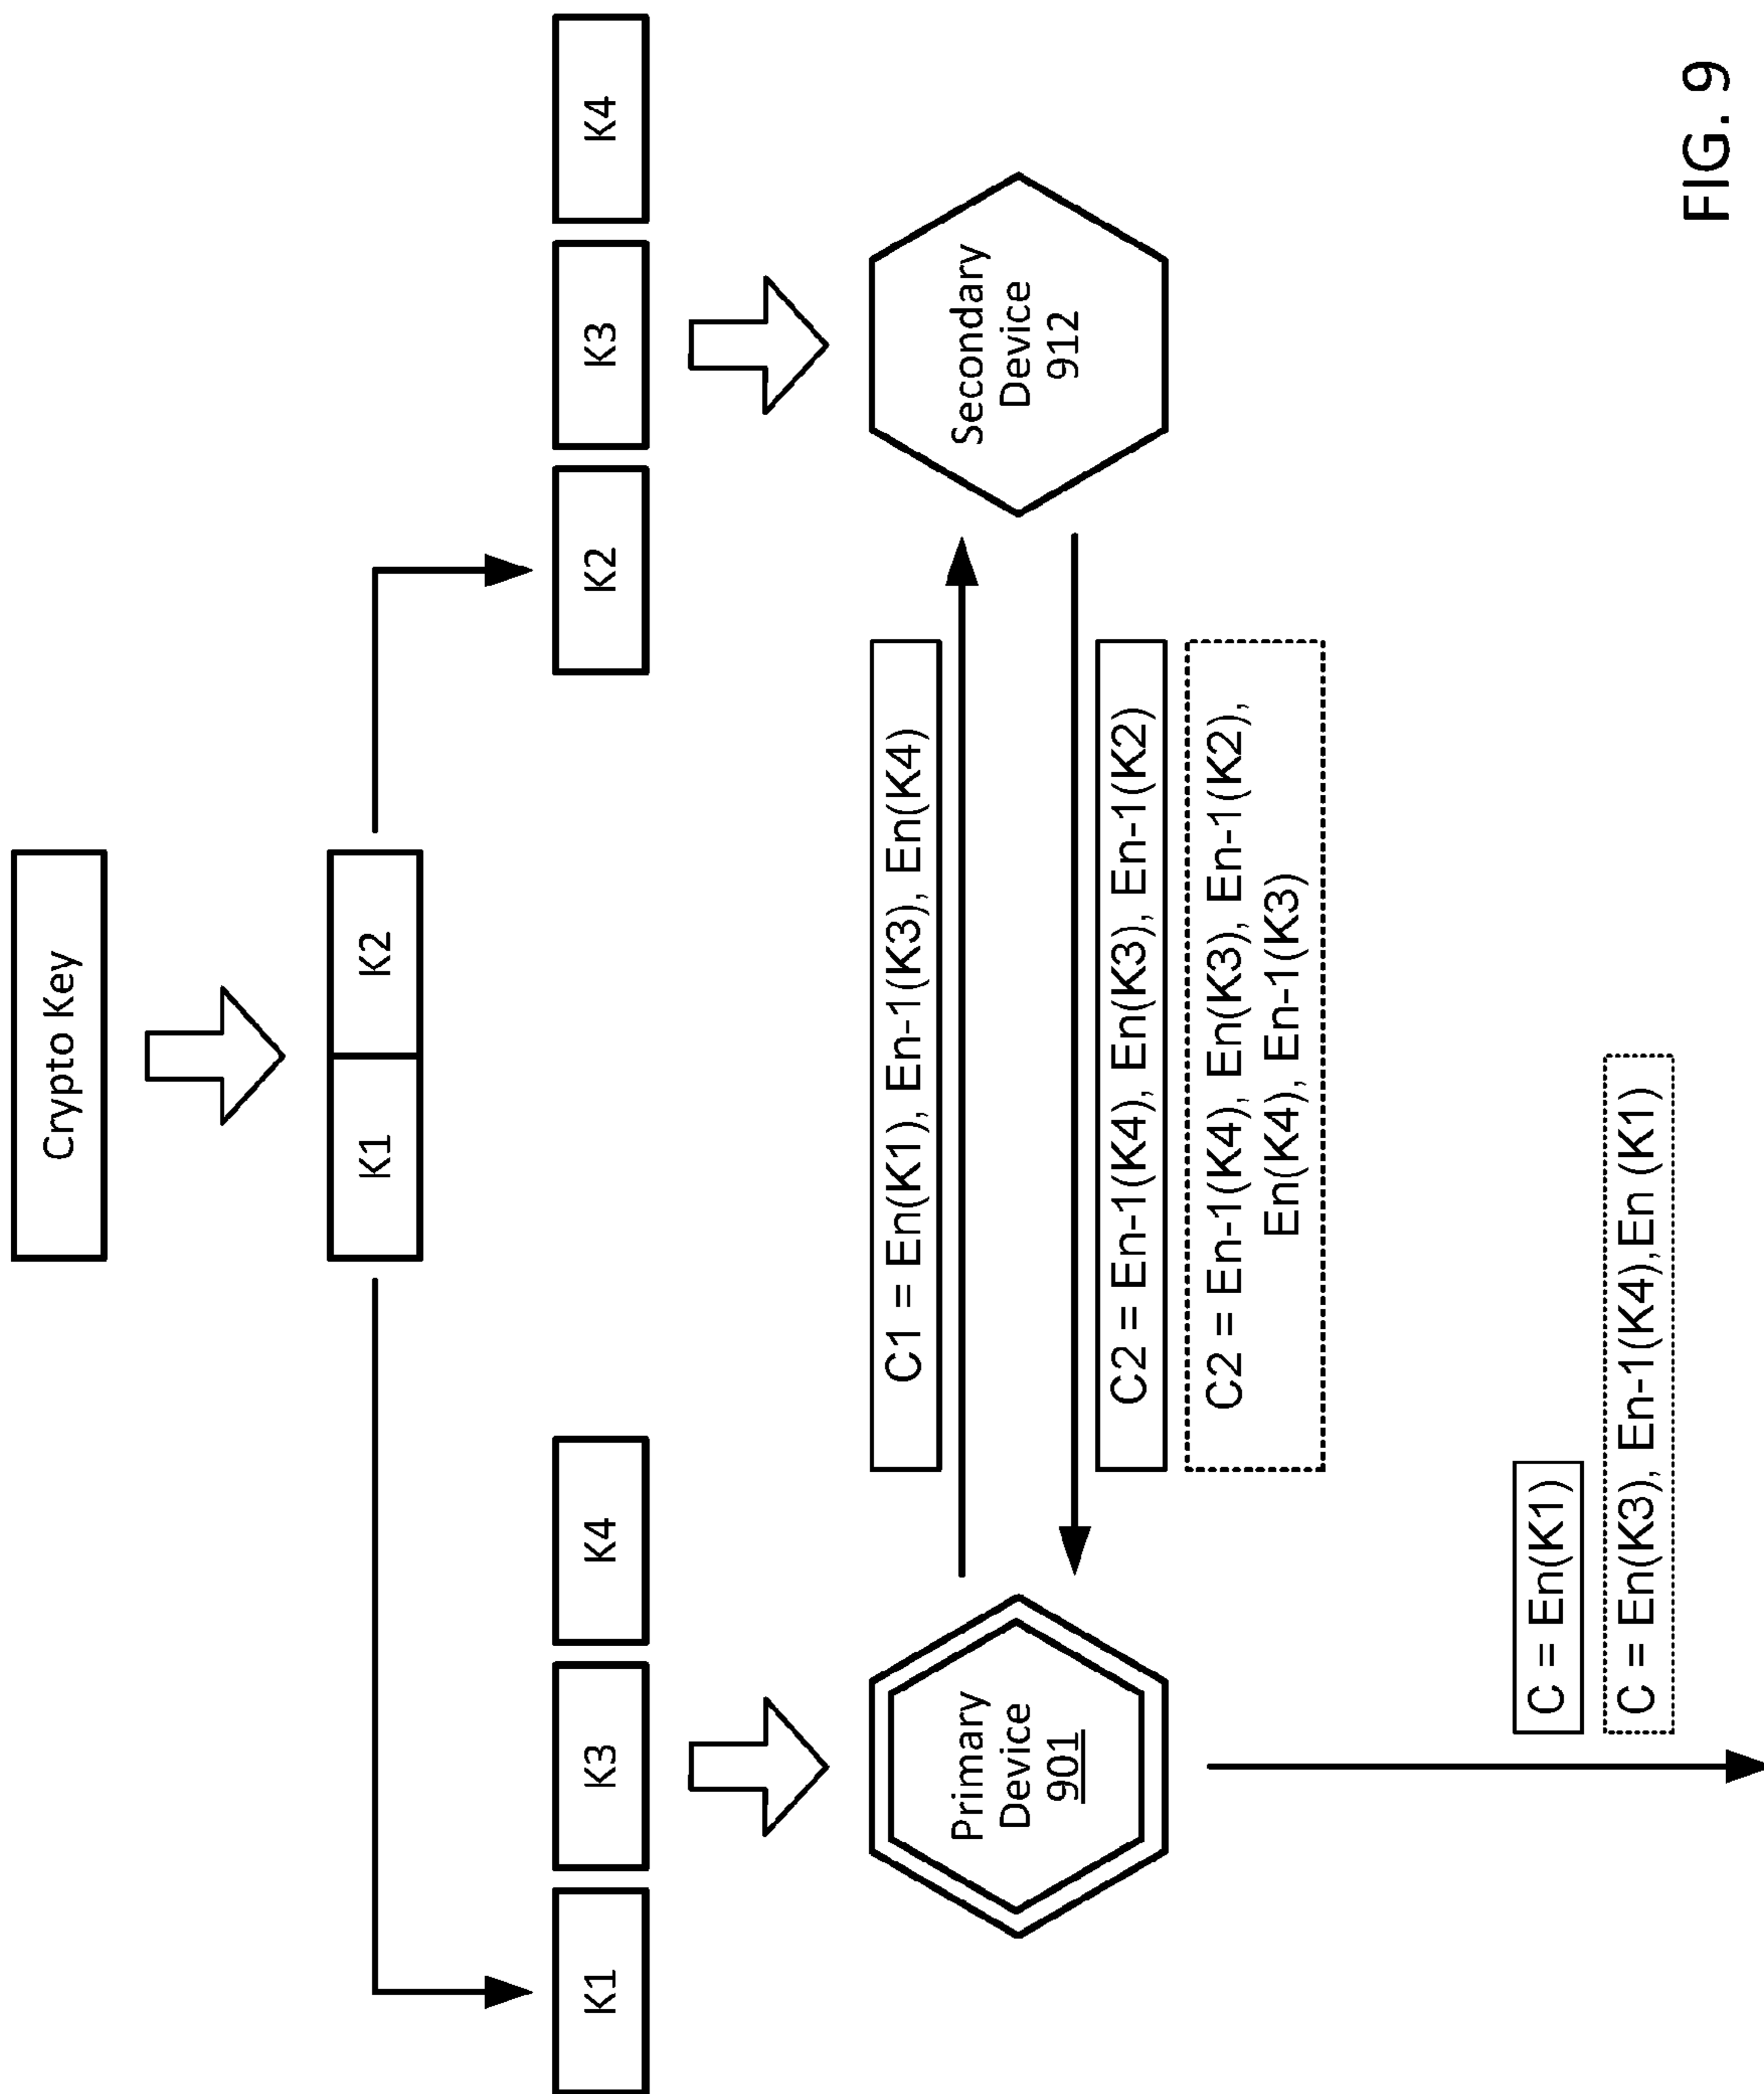 Crypto Key
K1
K2
K1
K3
K4
K2
K3
K4
C1 = En(K1), En-1(K3), En(K4)
Primary
Device
901
Secondary
Device
912
C2 = En-1(K4), En(K3), En-1(K2)
C2 = En-1(K4), En(K3), En-1(K2),
En(K4), En-1(K3)
C = En(K1)
C = En(K3), En-1(K4),En (K1)
FIG. 9